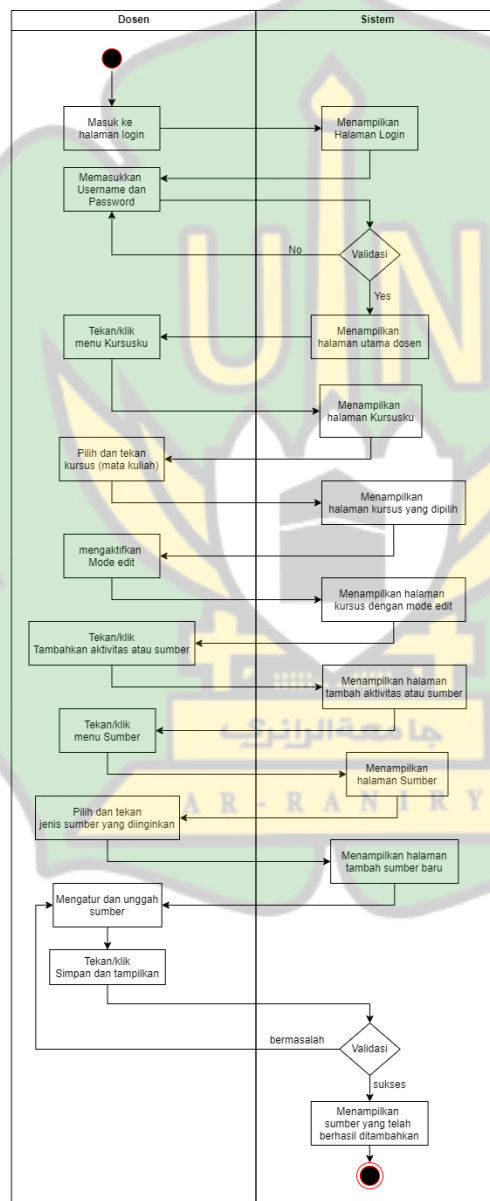 Dosen
Sistem
Masuk ke
halaman login
Menampilkan
Halaman Login
Memasukkan
Username dan
Password
No
Validasi
Yes
Tekan/klik
menu Kursusku
Menampilkan
halaman utama dosen
Menampilkan
halaman Kursusku
Pilih dan tekan
kursus (mata kuliah)
Menampilkan
halaman kursus yang dipilih
mengaktifkan
Mode edit
Menampilkan halaman
kursus dengan mode edit
Tekan/klik
Tambahkan aktivitas atau sumber
Menampilkan halaman
tambah aktivitas atau sumber
Tekan/klik
menu Sumber
Menampilkan
halaman Sumber
Pilih dan tekan
jenis sumber yang diinginkan
Menampilkan halaman
tambah sumber baru
Mengatur dan unggah
sumber
Tekan/klik
Simpan dan tampilkan
bermasalah
Validasi
sukses
Menampilkan
sumber yang telah
berhasil ditambahkan
UIN
جامعة الرانري
AR-RANIRY